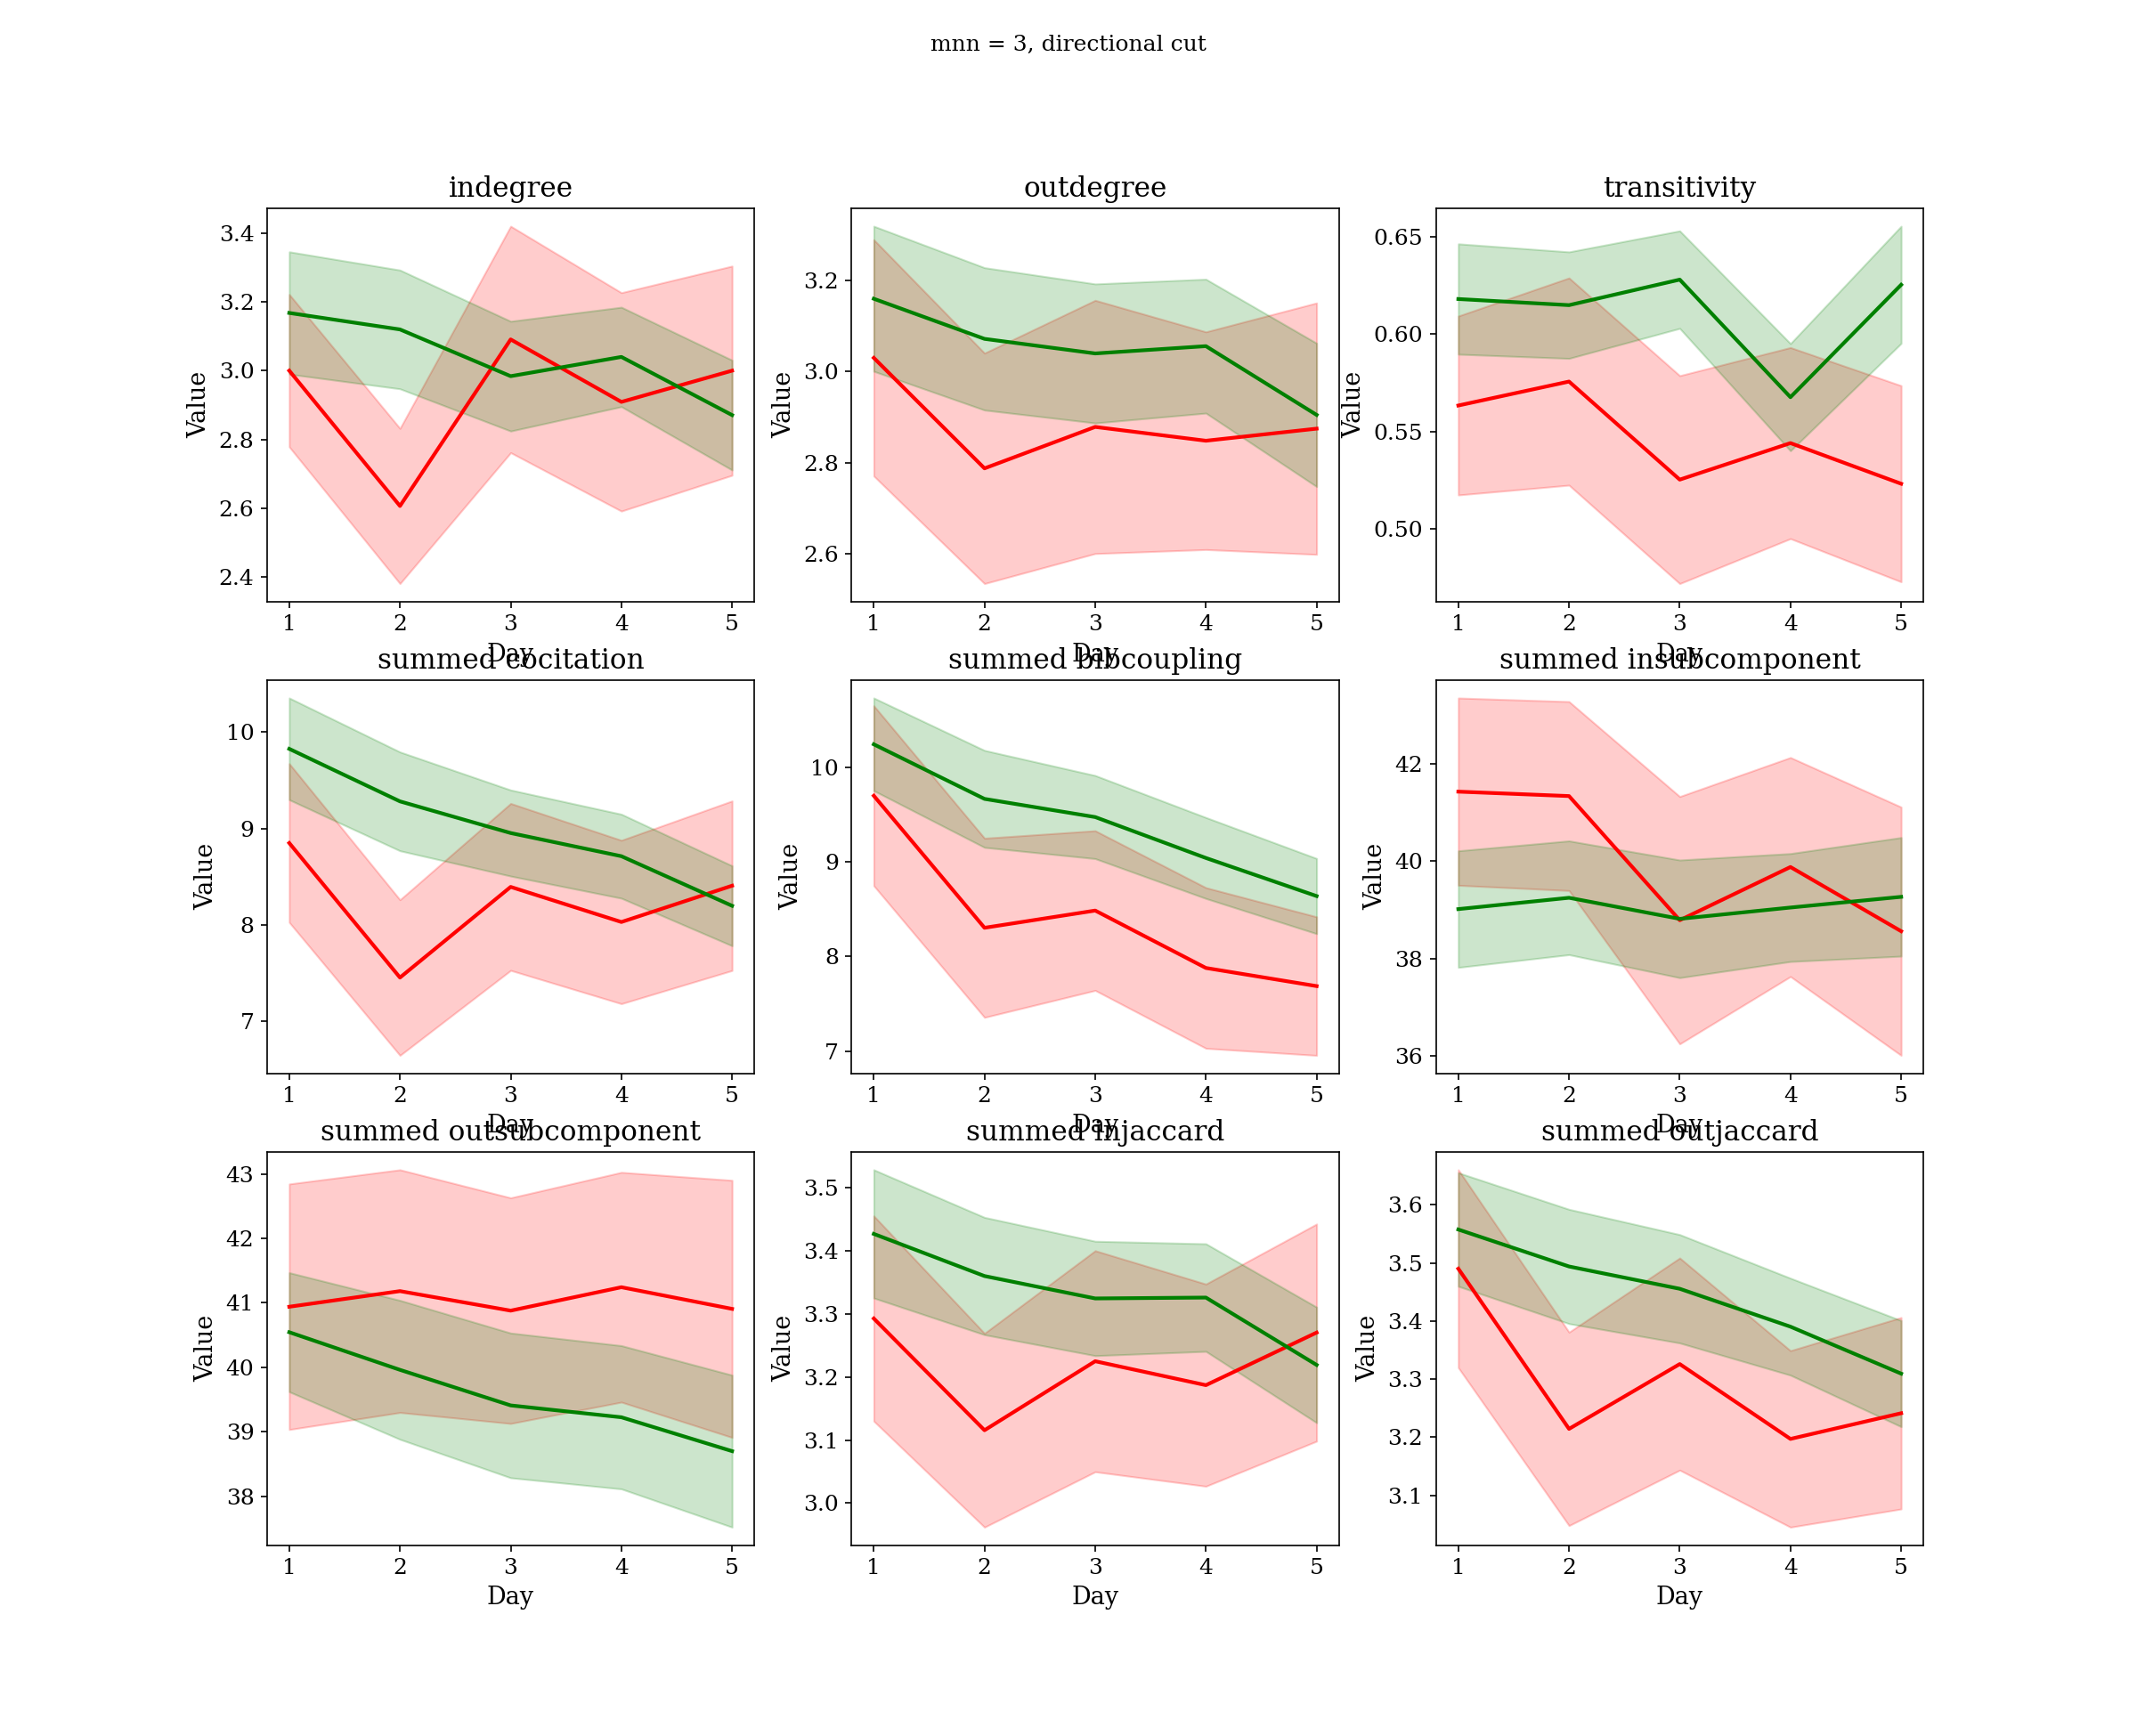 mnn = 3, directional cut
indegree
Value
3.4
3.2
3.0
2.8
2.6
2.4
1 2 3 4 5
Day
outdegree
Value
3.2
3.0
2.8
2.6
1 2 3 4 5
Day
transitivity
Value
0.65
0.60
0.55
0.50
1 2 3 4 5
Day
summed cocitation
Value
10
9
8
7
1 2 3 4 5
Day
summed bibcoupling
Value
10
9
8
7
1 2 3 4 5
Day
summed insubcomponent
Value
42
40
38
36
1 2 3 4 5
Day
summed outsubcomponent
Value
43
42
41
40
39
38
1 2 3 4 5
Day
summed injaccard
Value
3.5
3.4
3.3
3.2
3.1
3.0
1 2 3 4 5
Day
summed outjaccard
Value
3.6
3.5
3.4
3.3
3.2
3.1
1 2 3 4 5
Day